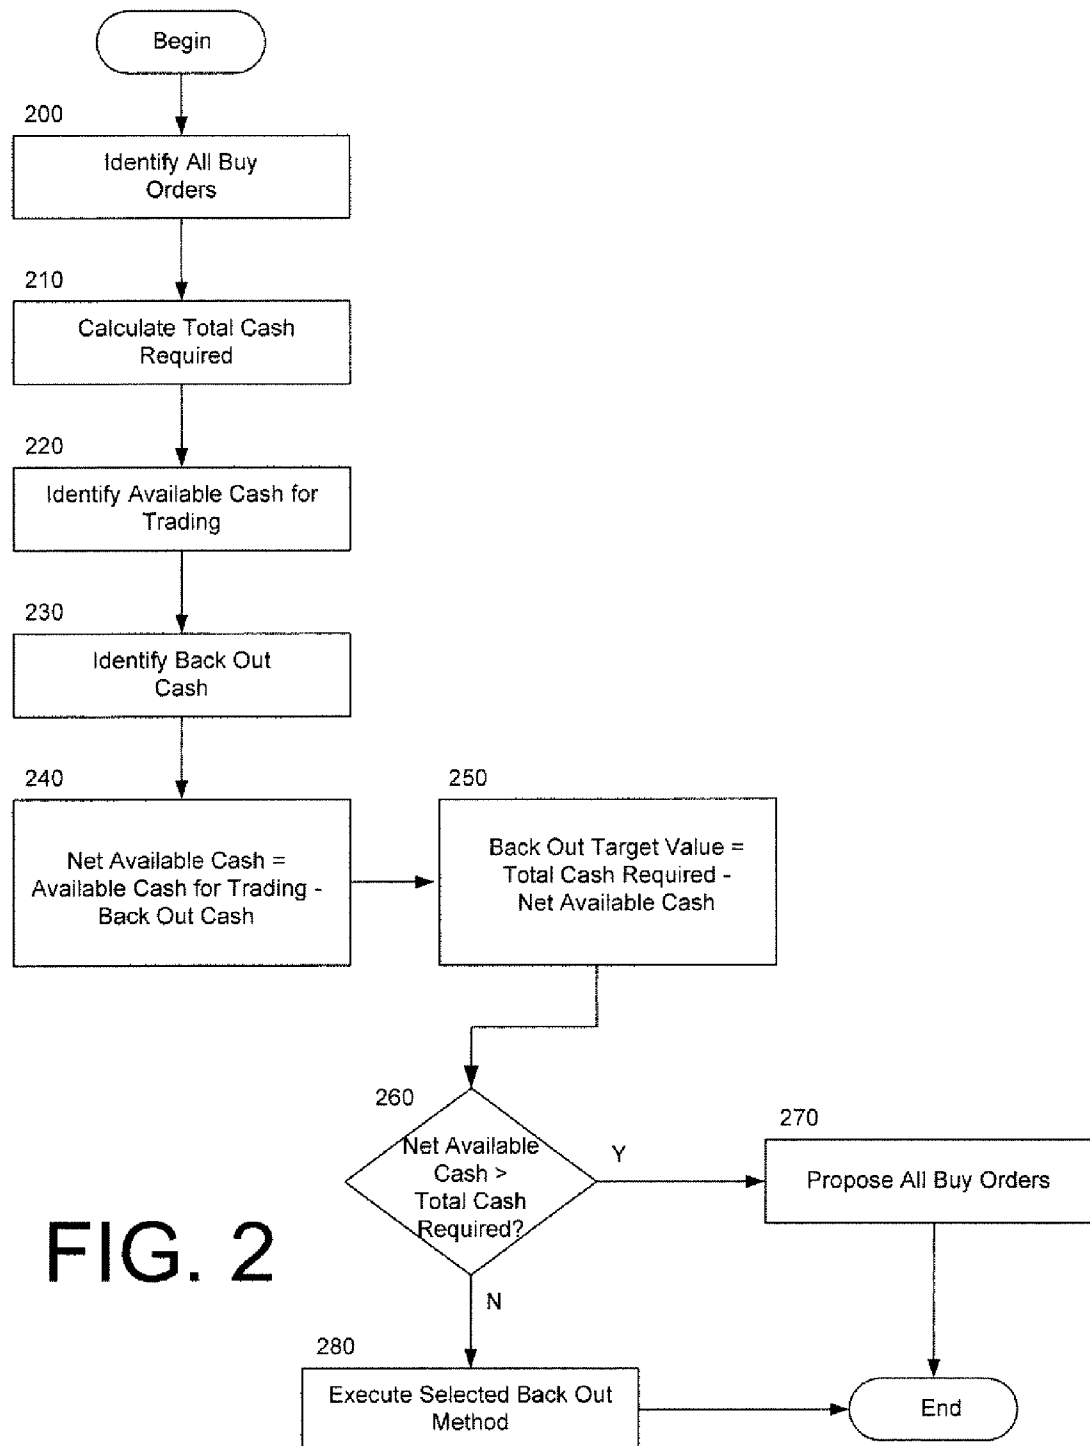 Begin
200
Identify All Buy
Orders
210
Calculate Total Cash
Required
220
Identify Available Cash for
Trading
230
Identify Back Out
Cash
240
Net Available Cash =
Available Cash for Trading -
Back Out Cash
250
Back Out Target Value =
Total Cash Required -
Net Available Cash
260
Net Available
Cash >
Total Cash
Required?
Y
270
Propose All Buy Orders
FIG. 2
N
280
Execute Selected Back Out
Method
End